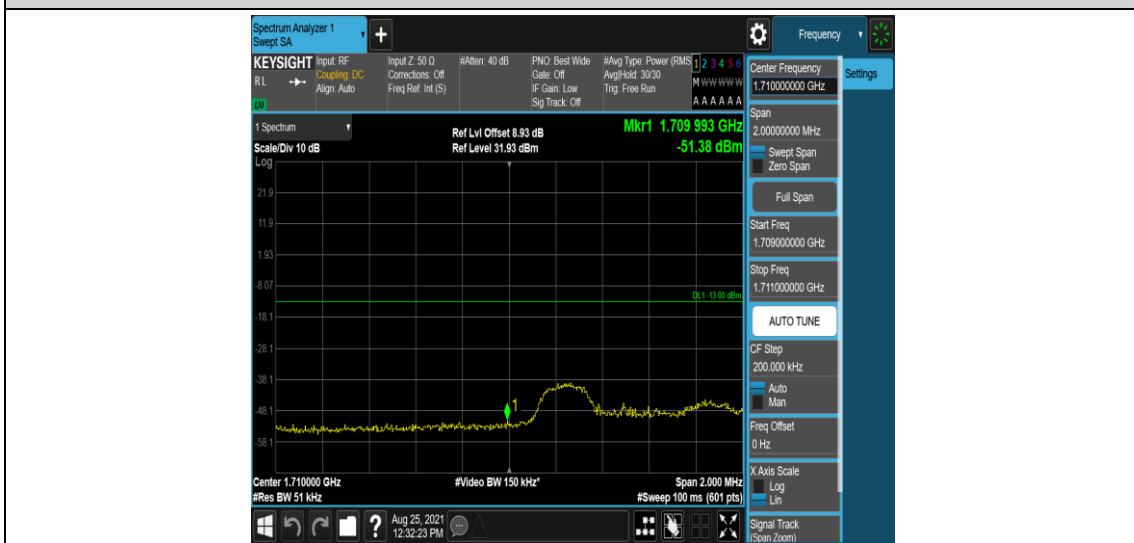 Spectrum Analyzer 1
Swept SA
+
Frequency
KEYSIGHT
RL
LXI
Input: RF
Coupling: DC
Align: Auto
Input Z: 50 Ω
Corrections: Off
Freq Ref: Int (S)
#Atten: 40 dB
PNO: Best Wide
Gate: Off
IF Gain: Low
Sig Track: Off
#Avg Type: Power (RMS
Avg|Hold: 30/30
Trig: Free Run
1 2 3 4 5 6
M W W W W W
A A A A A A
1 Spectrum
Scale/Div 10 dB
Log
Ref Lvl Offset 8.93 dB
Ref Level 31.93 dBm
Mkr1 1.709 993 GHz
-51.38 dBm
21.9
11.9
1.93
-8.07
DL1 -13.00 dBm
-18.1
-28.1
-38.1
1
-48.1
-58.1
Center 1.710000 GHz
#Video BW 150 kHz*
Span 2.000 MHz
#Res BW 51 kHz
#Sweep 100 ms (601 pts)
?
Aug 25, 2021
12:32:23 PM
Center Frequency
1.710000000 GHz
Settings
Span
2.00000000 MHz
Swept Span
Zero Span
Full Span
Start Freq
1.709000000 GHz
Stop Freq
1.711000000 GHz
AUTO TUNE
CF Step
200.000 kHz
Auto
Man
Freq Offset
0 Hz
X Axis Scale
Log
Lin
Signal Track
(Span Zoom)